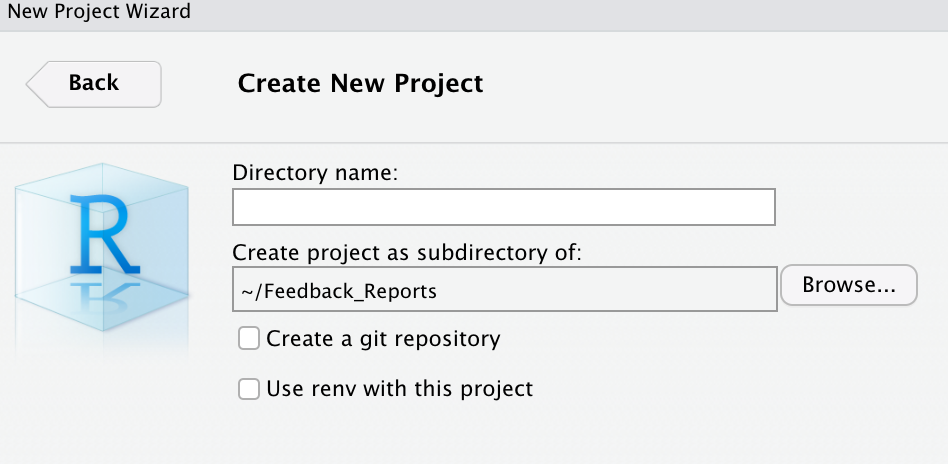 New Project Wizard
Back
Create New Project
R
Directory name:
Create project as subdirectory of:
~/Feedback_Reports
Browse...
Create a git repository
Use renv with this project